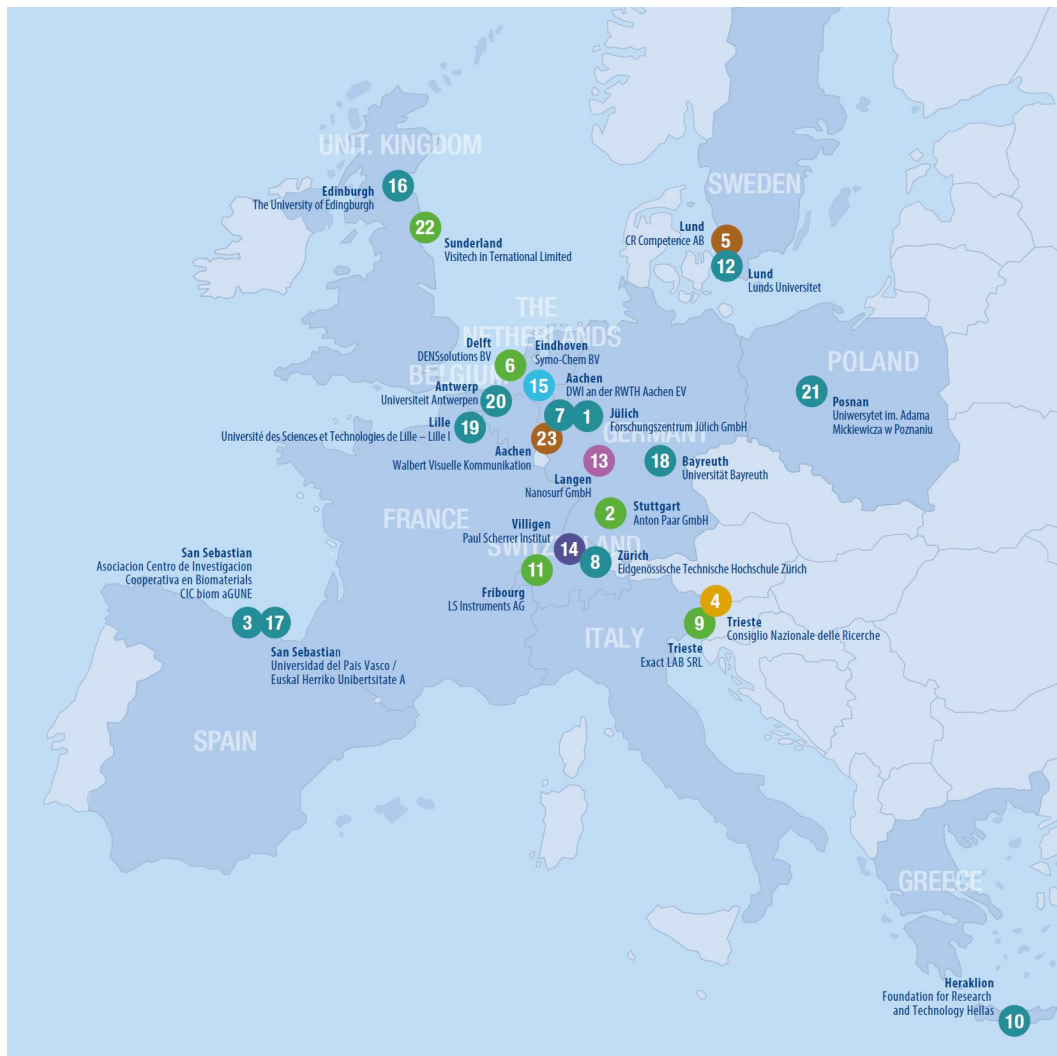 UNIT. KINGDOM
16
Edinburgh
The University of Edingburgh
22
Sunderland
Visitech in Ternational Limited
SWEDEN
Lund
CR Competence AB
5
12
Lund
Lunds Universitet
THE
NETHERLANDS
Delft
DENSsolutions BV
6
Eindhoven
Symo-Chem BV
15
BELGIUM
Antwerp
Universiteit Antwerpen
20
Aachen
DWI an der RWTH Aachen EV
7
1
Jülich
Forschungszentrum Jülich GmbH
Lille
Université des Sciences et Technologies de Lille – Lille I
19
23
Aachen
Walbert Visuelle Kommunikation
GERMANY
13
Langen
Nanosurf GmbH
18
Bayreuth
Universität Bayreuth
POLAND
21
Posnan
Uniwersytet im. Adama
Mickiewicza w Poznaniu
FRANCE
2
Stuttgart
Anton Paar GmbH
Villigen
Paul Scherrer Institut
SWITZERLAND
14
8
Zürich
Eidgenössische Technische Hochschule Zürich
11
Fribourg
LS Instruments AG
San Sebastian
Asociacion Centro de Investigacion
Cooperativa en Biomaterials
CIC biom aGUNE
3
17
San Sebastian
Universidad del Pais Vasco /
Euskal Herriko Unibertsitate A
ITALY
4
Trieste
Consiglio Nazionale delle Ricerche
9
Trieste
Exact LAB SRL
SPAIN
GREECE
Heraklion
Foundation for Research
and Technology Hellas
10